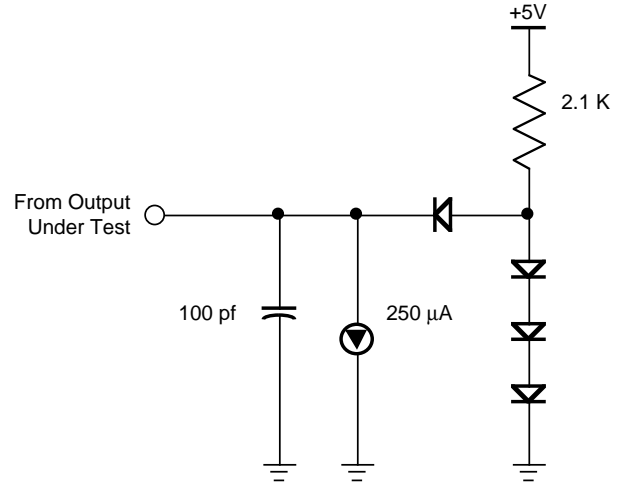 +5V
2.1 K
From Output
Under Test
100 pf
250 μA